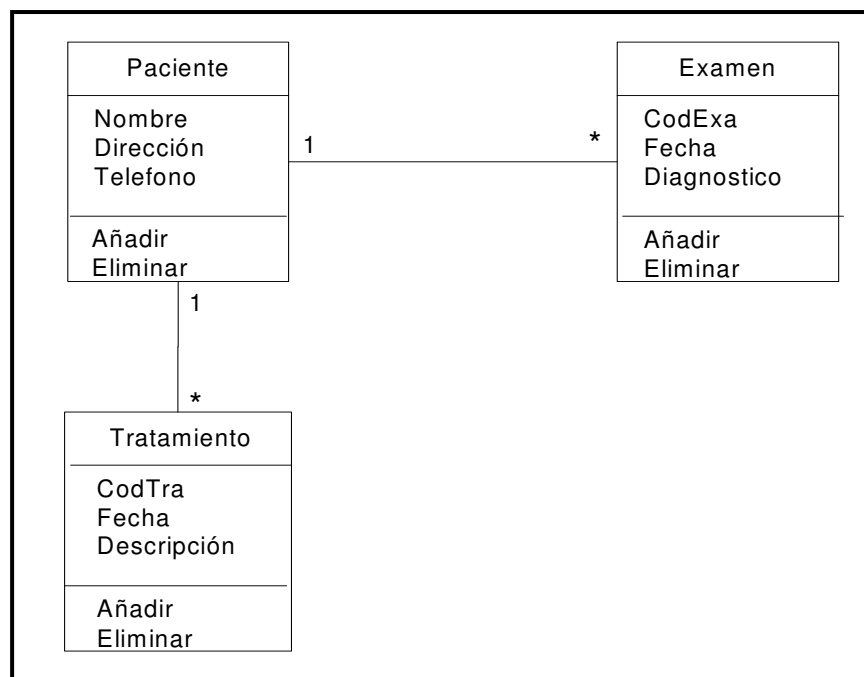 Paciente
Nombre
Dirección
Telefono
Añadir
Eliminar
1
*
Examen
CodExa
Fecha
Diagnostico
Añadir
Eliminar
1
*
Tratamiento
CodTra
Fecha
Descripción
Añadir
Eliminar